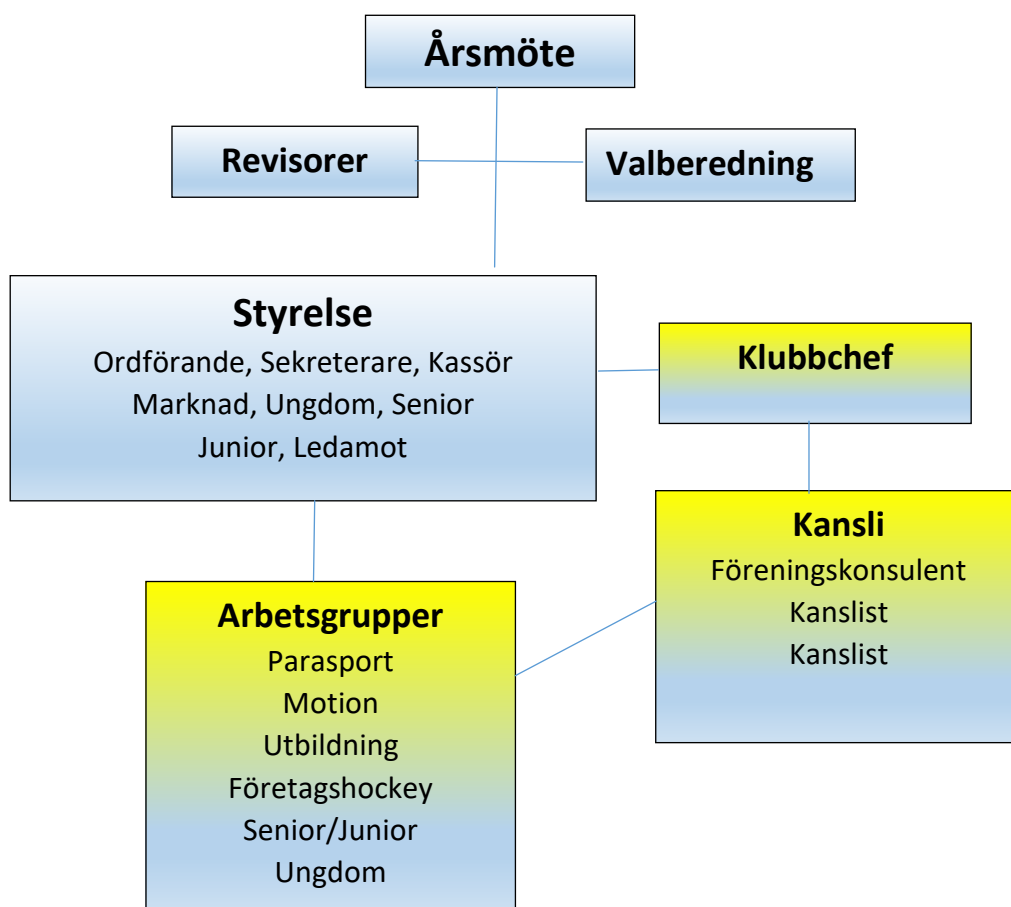 Årsmöte
Revisorer
Valberedning
Styrelse
Ordförande, Sekreterare, Kassör
Marknad, Ungdom, Senior
Junior, Ledamot
Klubbchef
Kansli
Föreningskonsulent
Kanslist
Kanslist
Arbetsgrupper
Parasport
Motion
Utbildning
Företagshockey
Senior/Junior
Ungdom